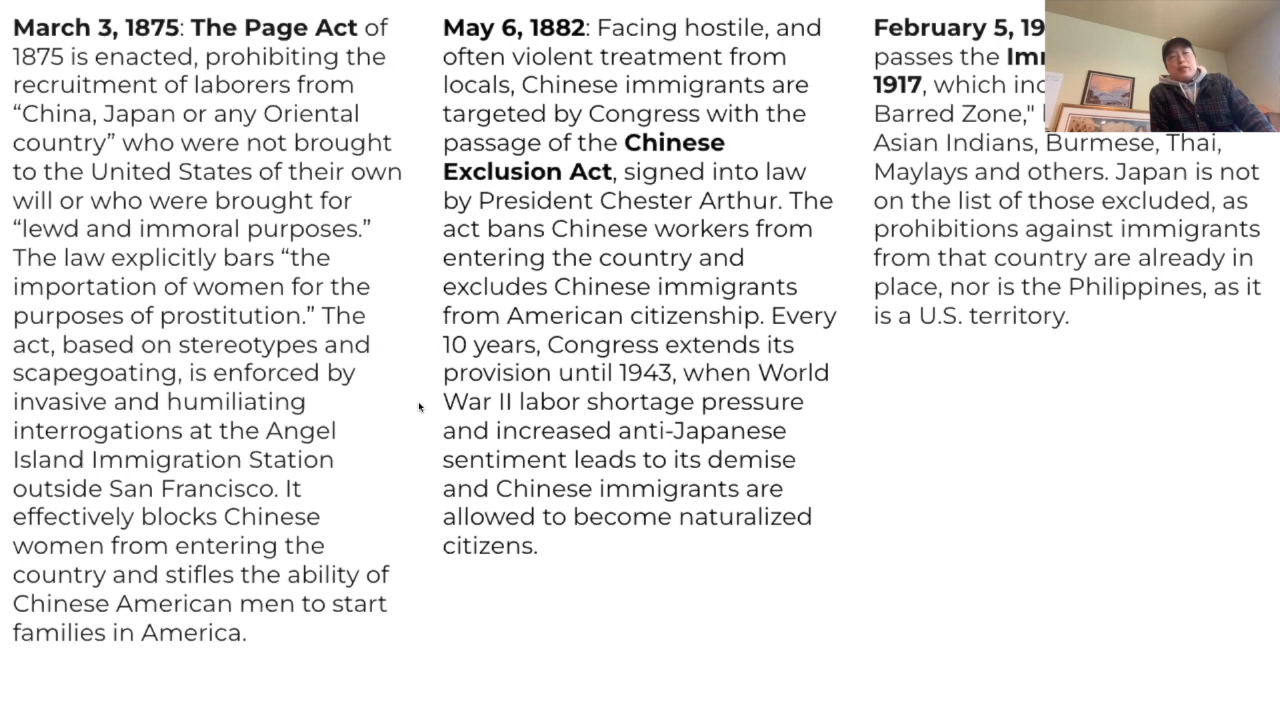 March 3, 1875: The Page Act of
1875 is enacted, prohibiting the
recruitment of laborers from
“China, Japan or any Oriental
country” who were not brought
to the United States of their own
will or who were brought for
“lewd and immoral purposes.”
The law explicitly bars “the
importation of women for the
purposes of prostitution.” The
act, based on stereotypes and
scapegoating, is enforced by
invasive and humiliating
interrogations at the Angel
Island Immigration Station
outside San Francisco. It
effectively blocks Chinese
women from entering the
country and stifles the ability of
Chinese American men to start
families in America.
May 6, 1882: Facing hostile, and
often violent treatment from
locals, Chinese immigrants are
targeted by Congress with the
passage of the Chinese
Exclusion Act, signed into law
by President Chester Arthur. The
act bans Chinese workers from
entering the country and
excludes Chinese immigrants
from American citizenship. Every
10 years, Congress extends its
provision until 1943, when World
War II labor shortage pressure
and increased anti-Japanese
sentiment leads to its demise
and Chinese immigrants are
allowed to become naturalized
citizens.
February 5,
passes the
1917, which
Barred Zone,"
Asian Indians, Burmese, Thai,
Maylays and others. Japan is not
on the list of those excluded, as
prohibitions against immigrants
from that country are already in
place, nor is the Philippines, as it
is a U.S. territory.